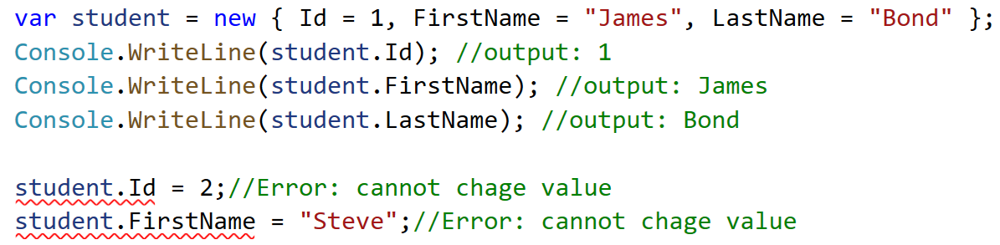 var student = new { Id = 1, FirstName = "James", LastName = "Bond" };
Console.WriteLine(student.Id); //output: 1
Console.WriteLine(student.FirstName); //output: James
Console.WriteLine(student.LastName); //output: Bond
student.Id = 2;//Error: cannot chage value
student.FirstName = "Steve";//Error: cannot chage value